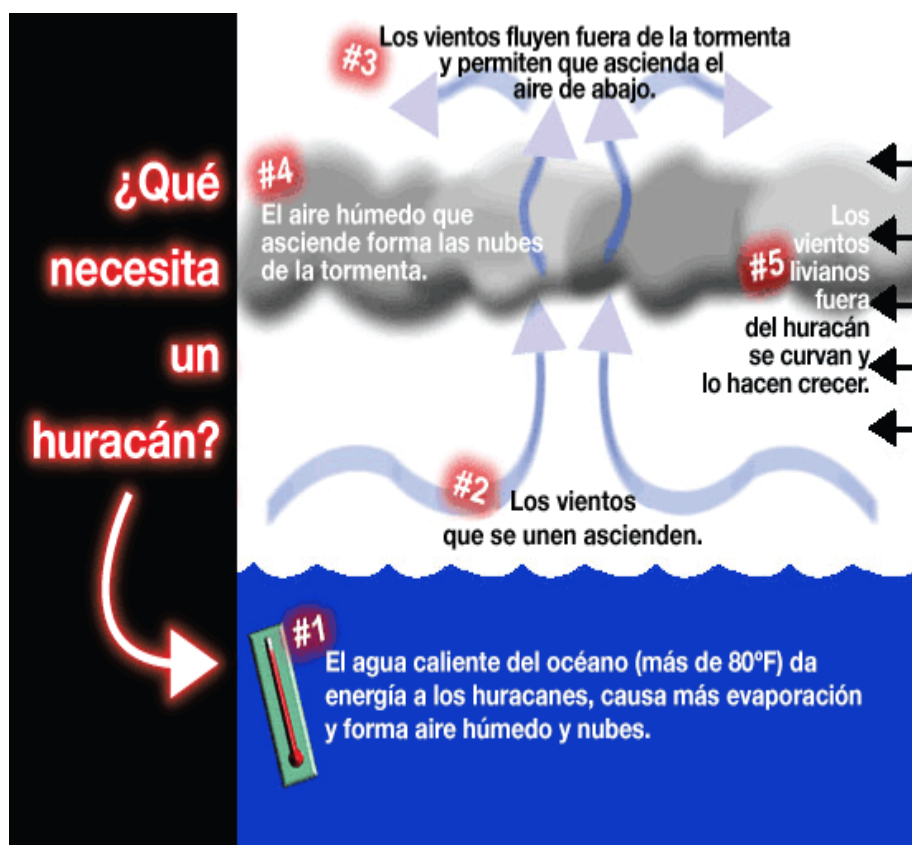 ¿Qué
necesita
un
huracán?
#3
Los vientos fluyen fuera de la tormenta
y permiten que ascienda el
aire de abajo.
#4
El aire húmedo que
asciende forma las nubes
de la tormenta.
#5
Los
vientos
livianos
fuera
del huracán
se curvan y
lo hacen crecer.
#2
Los vientos
que se unen ascienden.
#1
El agua caliente del océano (más de 80ºF) da
energía a los huracanes, causa más evaporación
y forma aire húmedo y nubes.